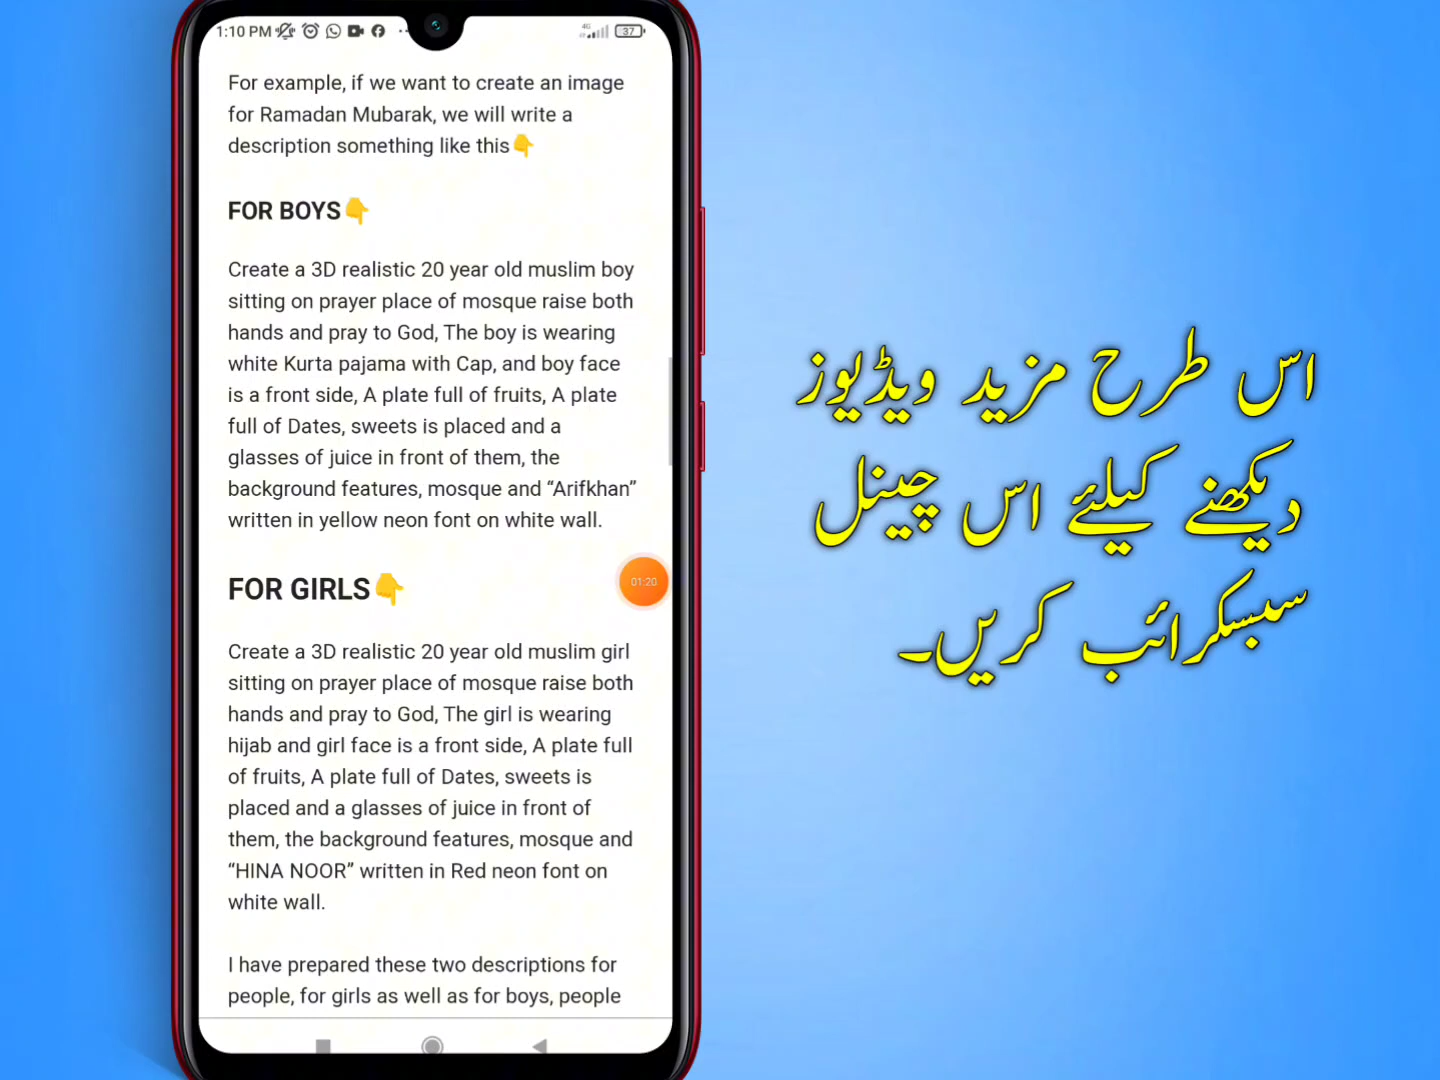 1:10 PM
4G
37
For example, if we want to create an image
for Ramadan Mubarak, we will write a
description something like this👇
FOR BOYS👇
Create a 3D realistic 20 year old muslim boy
sitting on prayer place of mosque raise both
hands and pray to God, The boy is wearing
white Kurta pajama with Cap, and boy face
is a front side, A plate full of fruits, A plate
full of Dates, sweets is placed and a
glasses of juice in front of them, the
background features, mosque and “Arifkhan”
written in yellow neon font on white wall.
FOR GIRLS👇
01:20
Create a 3D realistic 20 year old muslim girl
sitting on prayer place of mosque raise both
hands and pray to God, The girl is wearing
hijab and girl face is a front side, A plate full
of fruits, A plate full of Dates, sweets is
placed and a glasses of juice in front of
them, the background features, mosque and
“HINA NOOR” written in Red neon font on
white wall.
I have prepared these two descriptions for
people, for girls as well as for boys, people
اس طرح مزید ویڈیوز
دیکھنے کیلئے اس چینل
سبسکرائب کریں۔